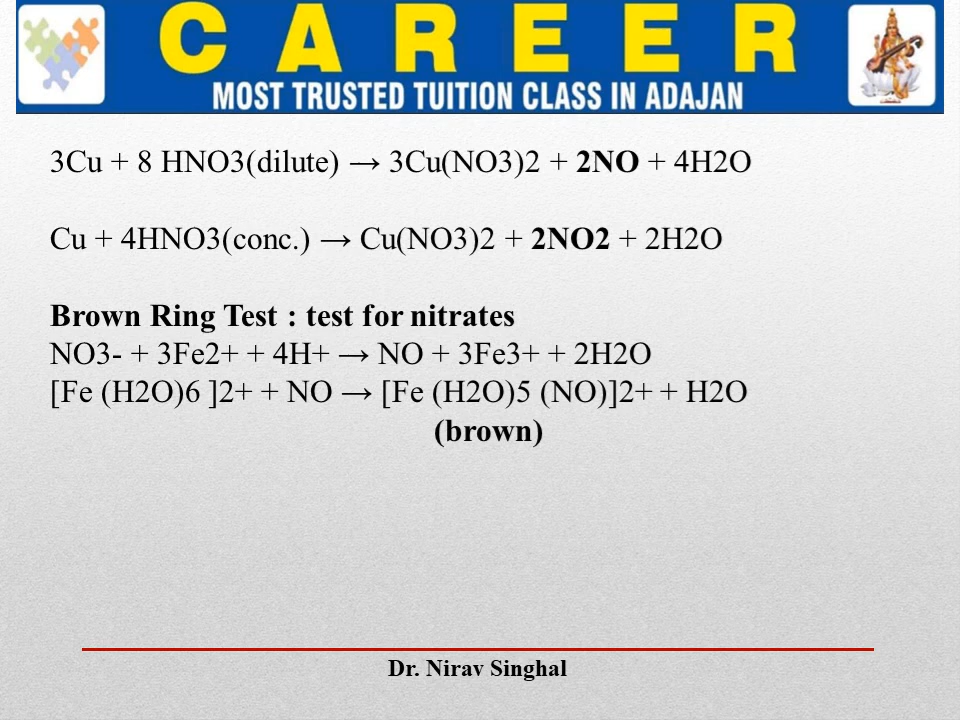 CAREER
MOST TRUSTED TUITION CLASS IN ADAJAN
3Cu + 8 HNO3(dilute) → 3Cu(NO3)2 + 2NO + 4H2O
Cu + 4HNO3(conc.) → Cu(NO3)2 + 2NO2 + 2H2O
Brown Ring Test : test for nitrates
NO3- + 3Fe2+ + 4H+ → NO + 3Fe3+ + 2H2O
[Fe (H2O)6 ]2+ + NO → [Fe (H2O)5 (NO)]2+ + H2O
(brown)
Dr. Nirav Singhal